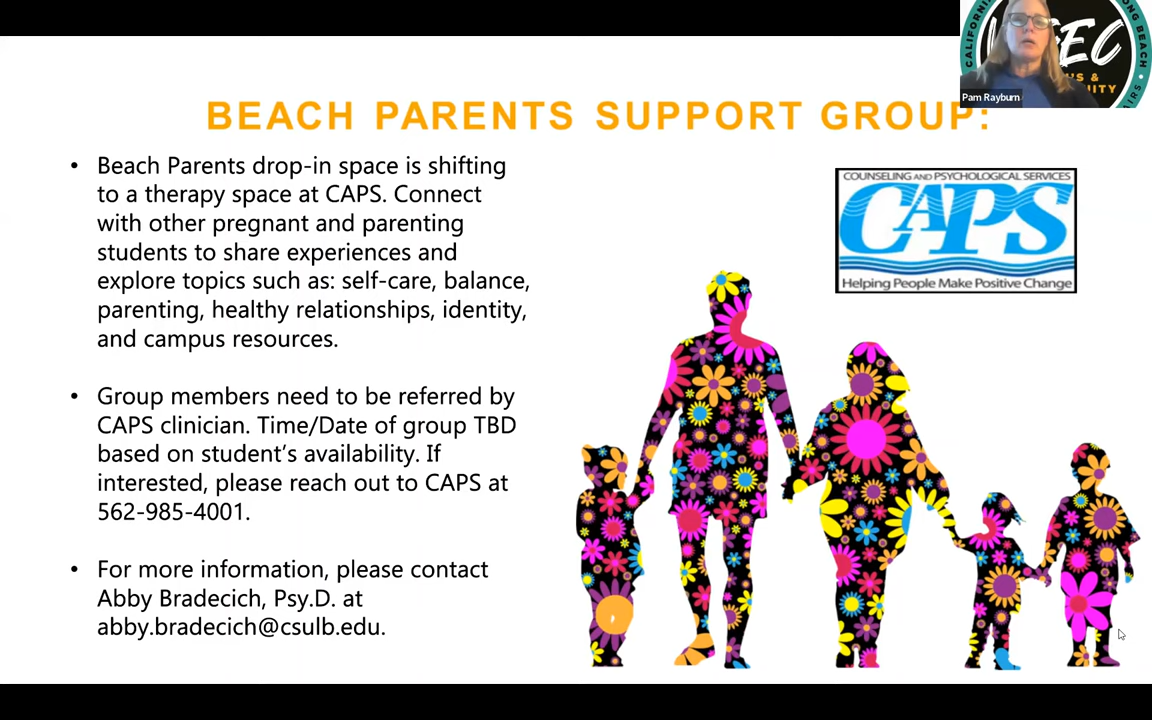 BEACH PARENTS SUPPORT GROUP:
Pam Rayburn
• Beach Parents drop-in space is shifting
to a therapy space at CAPS. Connect
with other pregnant and parenting
students to share experiences and
explore topics such as: self-care, balance,
parenting, healthy relationships, identity,
and campus resources.
• Group members need to be referred by
CAPS clinician. Time/Date of group TBD
based on student’s availability. If
interested, please reach out to CAPS at
562-985-4001.
• For more information, please contact
Abby Bradecich, Psy.D. at
abby.bradecich@csulb.edu.
COUNSELING AND PSYCHOLOGICAL SERVICES
CAPS
Helping People Make Positive Change